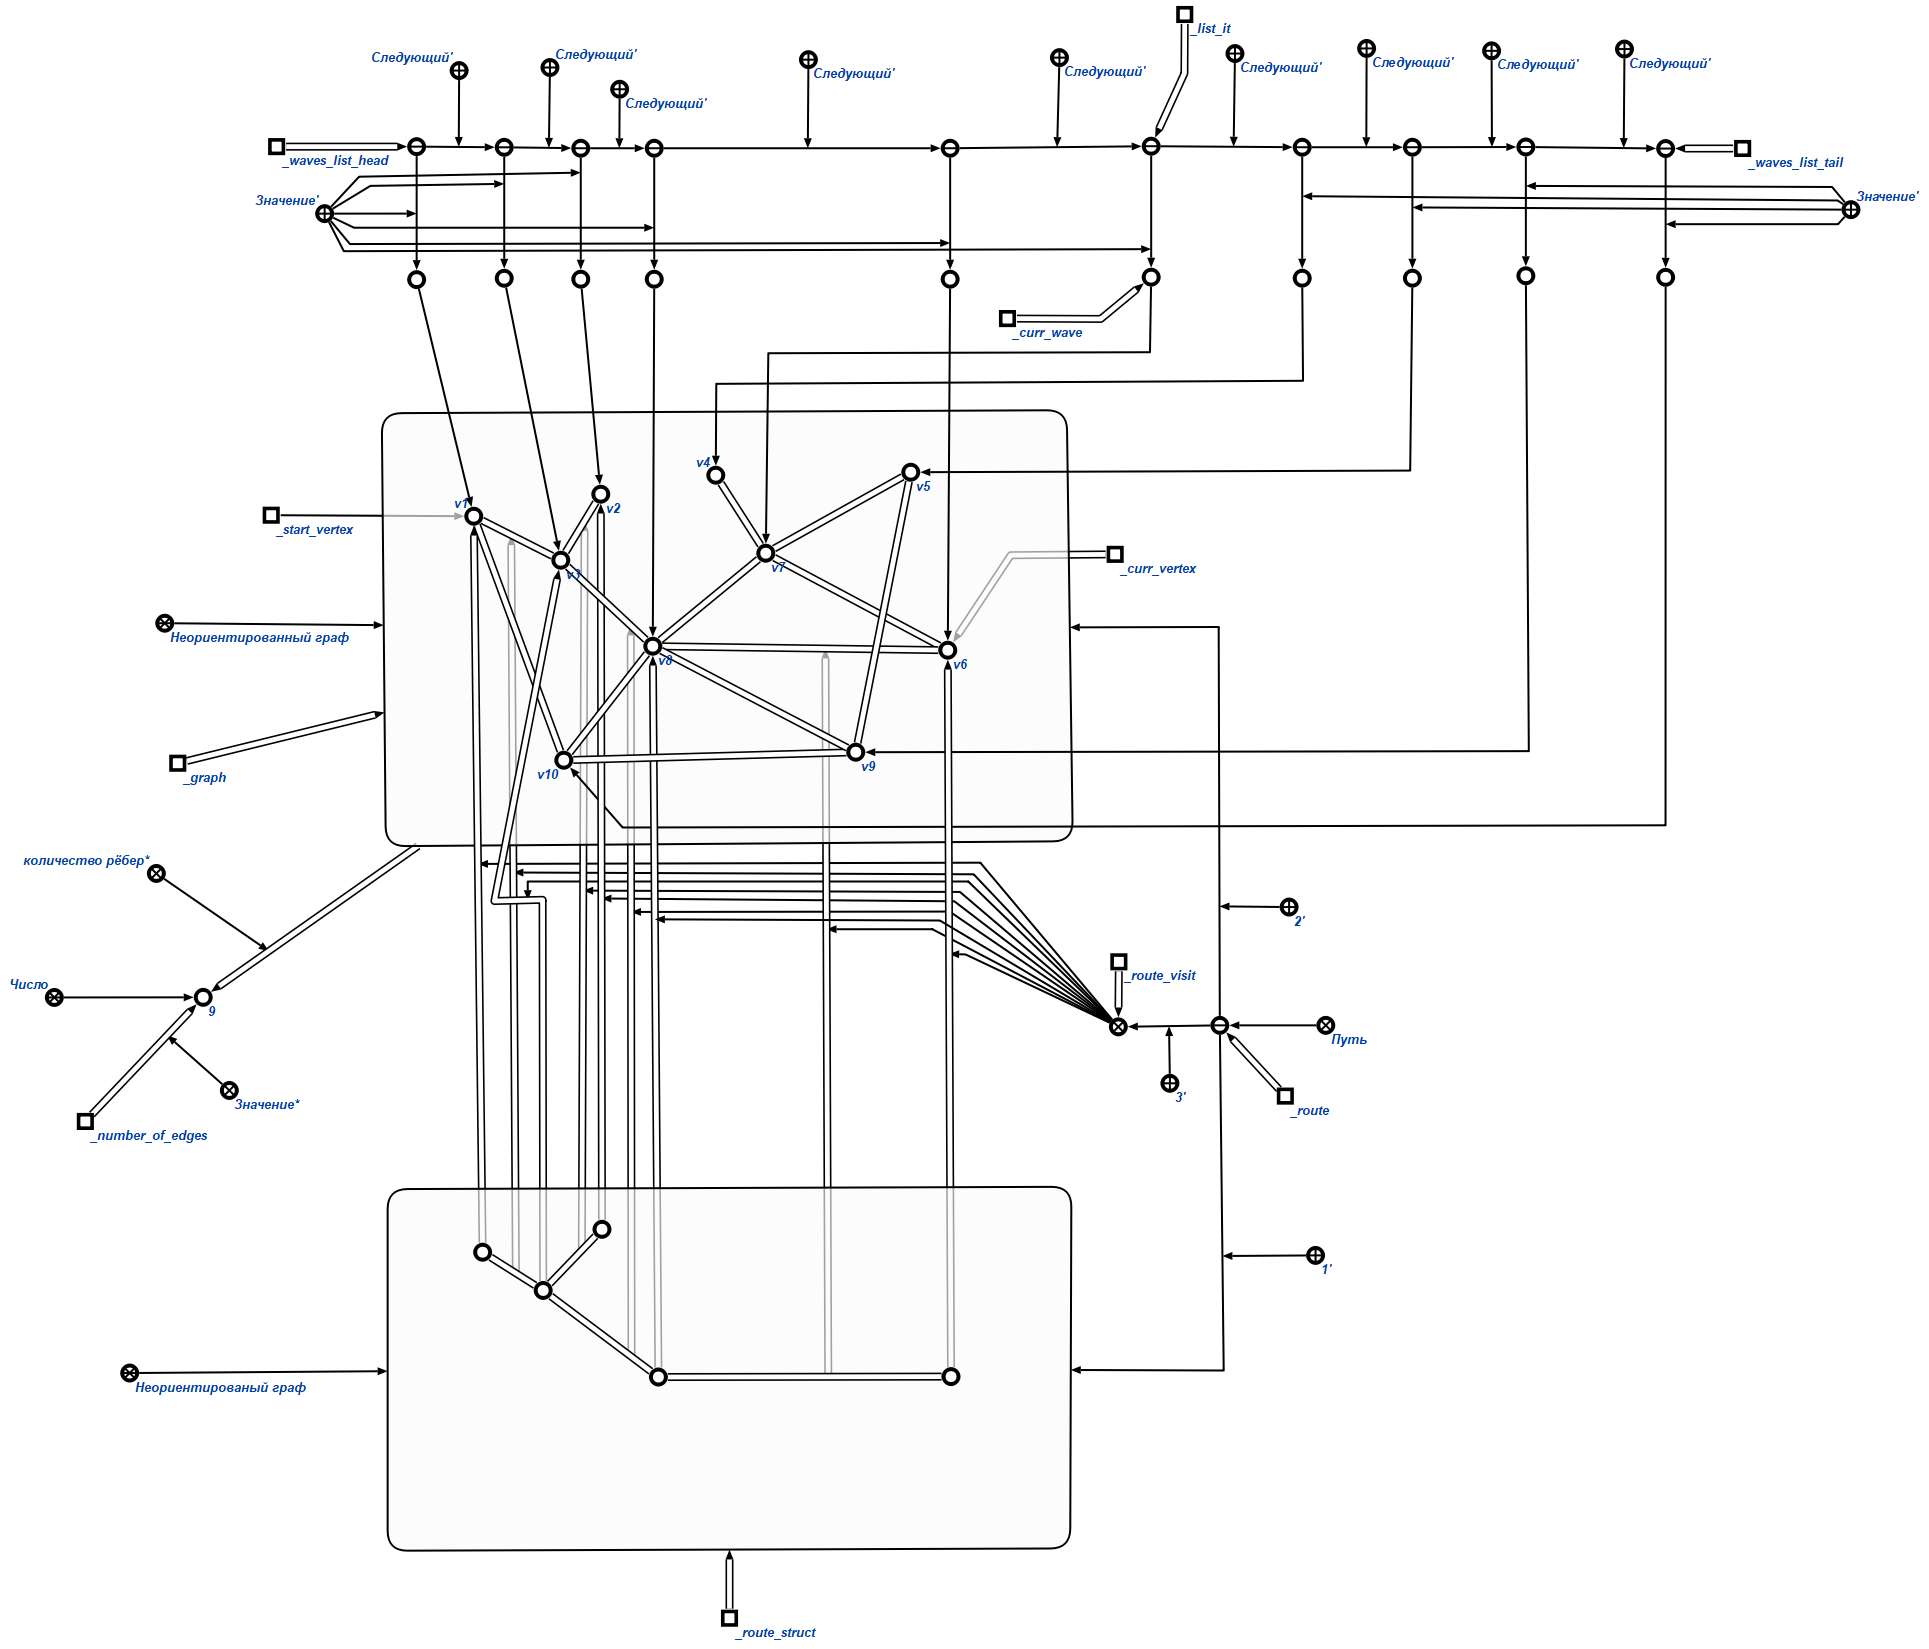 _list_it
Следующий'
Следующий'
Следующий'
Следующий'
Следующий'
Следующий'
Следующий'
Следующий'
Следующий'
_waves_list_head
_waves_list_tail
Значение'
Значение'
_curr_wave
v4
v5
v1
v2
_start_vertex
v3
v7
_curr_vertex
Неориентированный граф
v8
v6
v10
v9
_graph
количество рёбер*
2'
_route_visit
Число
9
Путь
3'
Значение*
_route
_number_of_edges
1'
Неориентированый граф
_route_struct